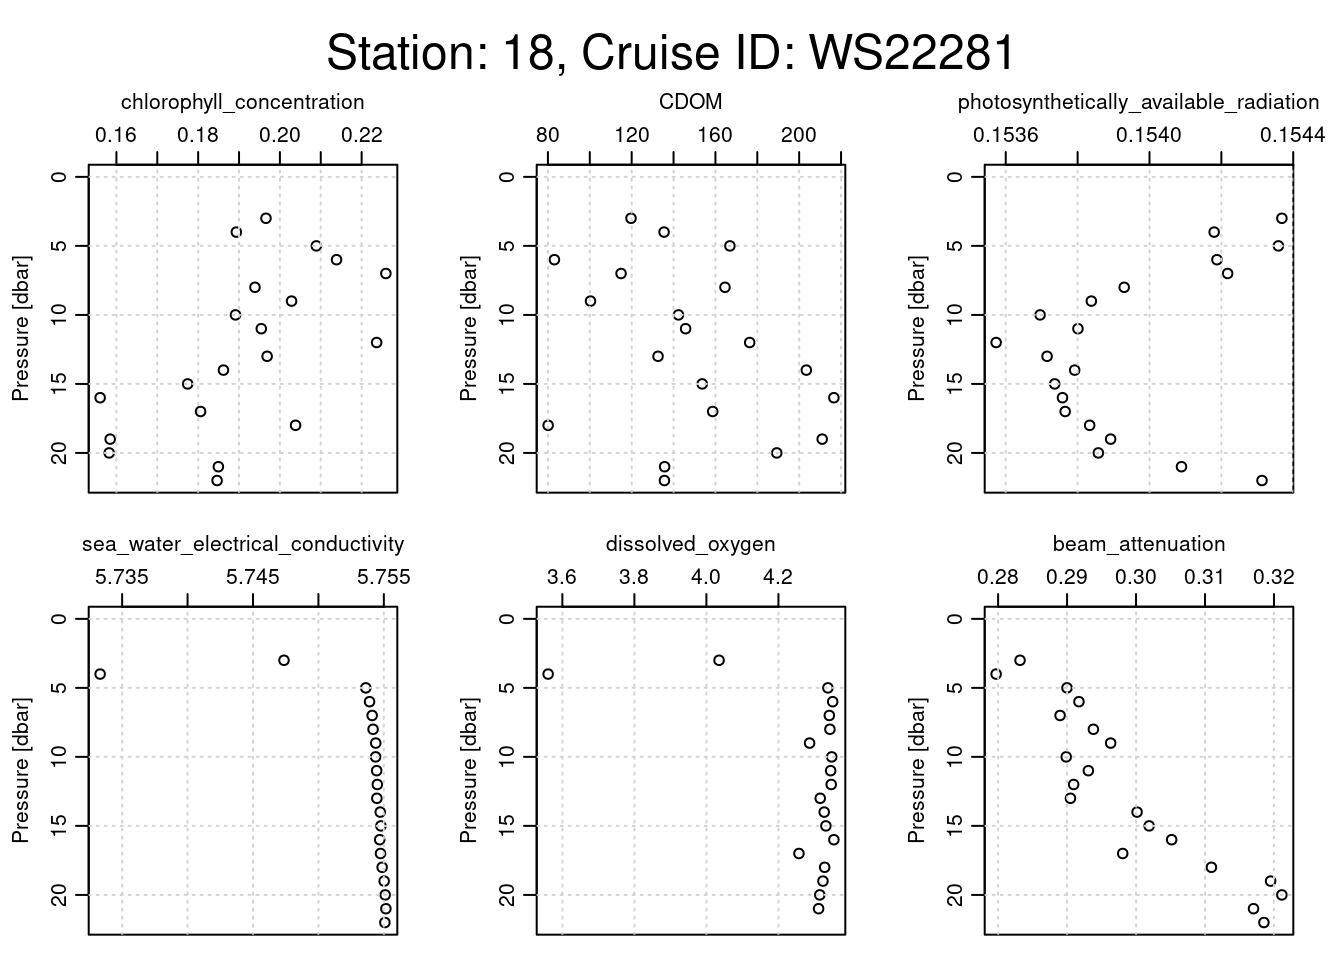 Station: 18, Cruise ID: WS22281
chlorophyll_concentration
0.16 0.18 0.20 0.22
0
5
10
15
20
Pressure [dbar]
CDOM
80 120 160 200
0
5
10
15
20
Pressure [dbar]
photosynthetically_available_radiation
0.1536 0.1540 0.1544
0
5
10
15
20
Pressure [dbar]
sea_water_electrical_conductivity
5.735 5.745 5.755
0
5
10
15
20
Pressure [dbar]
dissolved_oxygen
3.6 3.8 4.0 4.2
0
5
10
15
20
Pressure [dbar]
beam_attenuation
0.28 0.29 0.30 0.31 0.32
0
5
10
15
20
Pressure [dbar]